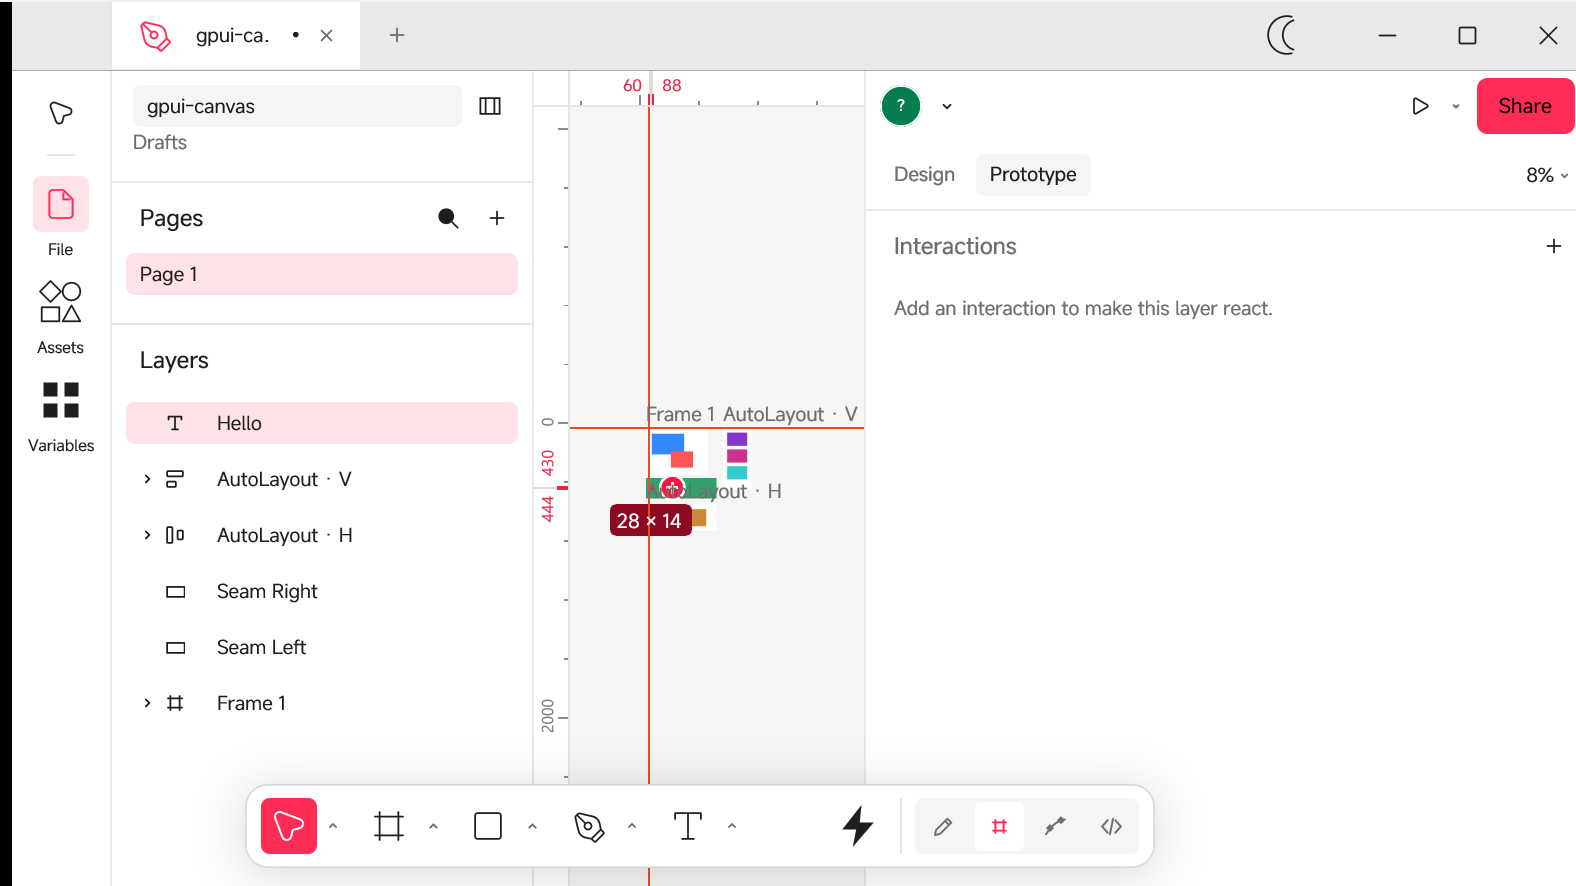 gpui-ca. •
60 88
gpui-canvas
?
Share
Drafts
Design
Prototype
8%
Pages
File
Interactions
Page 1
Add an interaction to make this layer react.
Assets
Layers
Frame 1
AutoLayout · V
0
Hello
Variables
430
AutoLayout · V
AutoLayout · H
444
28 × 14
AutoLayout · H
Seam Right
Seam Left
Frame 1
2000